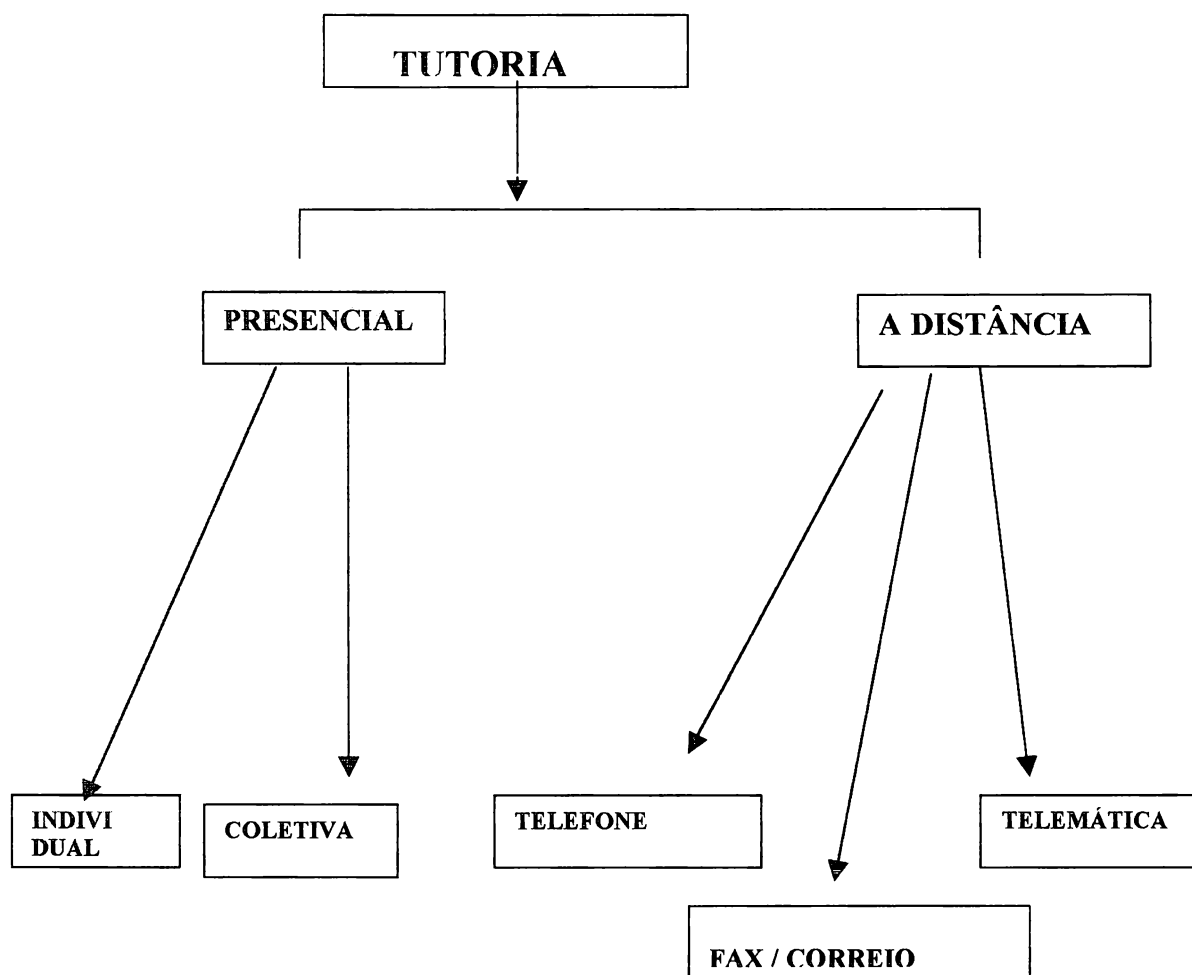 TUTORIA
PRESENCIAL
A DISTÂNCIA
INDIVI
DUAL
COLETIVA
TELEFONE
TELEMÁTICA
FAX / CORREIO